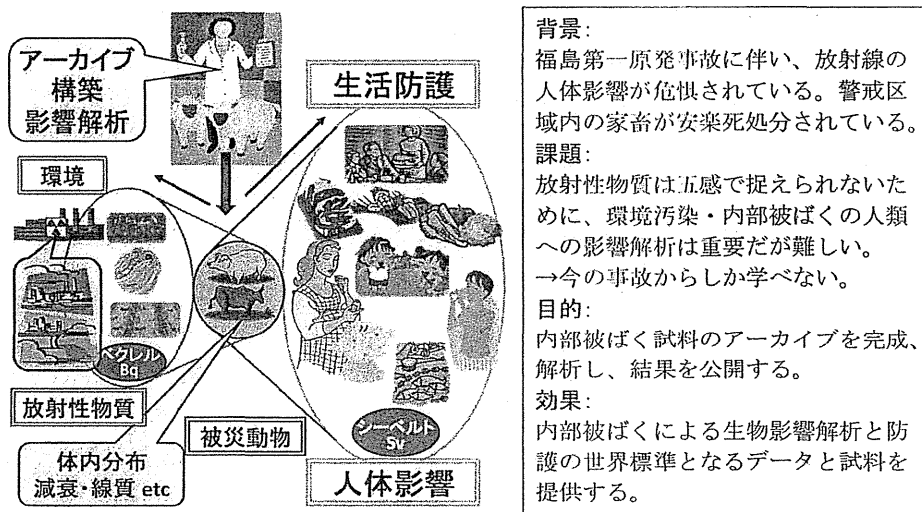 アーカイブ
構築
影響解析
生活防護
環境
ベクレル
Bq
放射性物質
被災動物
体内分布
減衰・線質 etc
シーベルト
Sv
人体影響
背景:
福島第一原発事故に伴い、放射線の
人体影響が危惧されている。警戒区
域内の家畜が安楽死処分されている。
課題:
放射性物質は五感で捉えられないた
めに、環境汚染・内部被ばくの人類
への影響解析は重要だが難しい。
→今の事故からしか学べない。
目的:
内部被ばく試料のアーカイブを完成、
解析し、結果を公開する。
効果:
内部被ばくによる生物影響解析と防
護の世界標準となるデータと試料を
提供する。